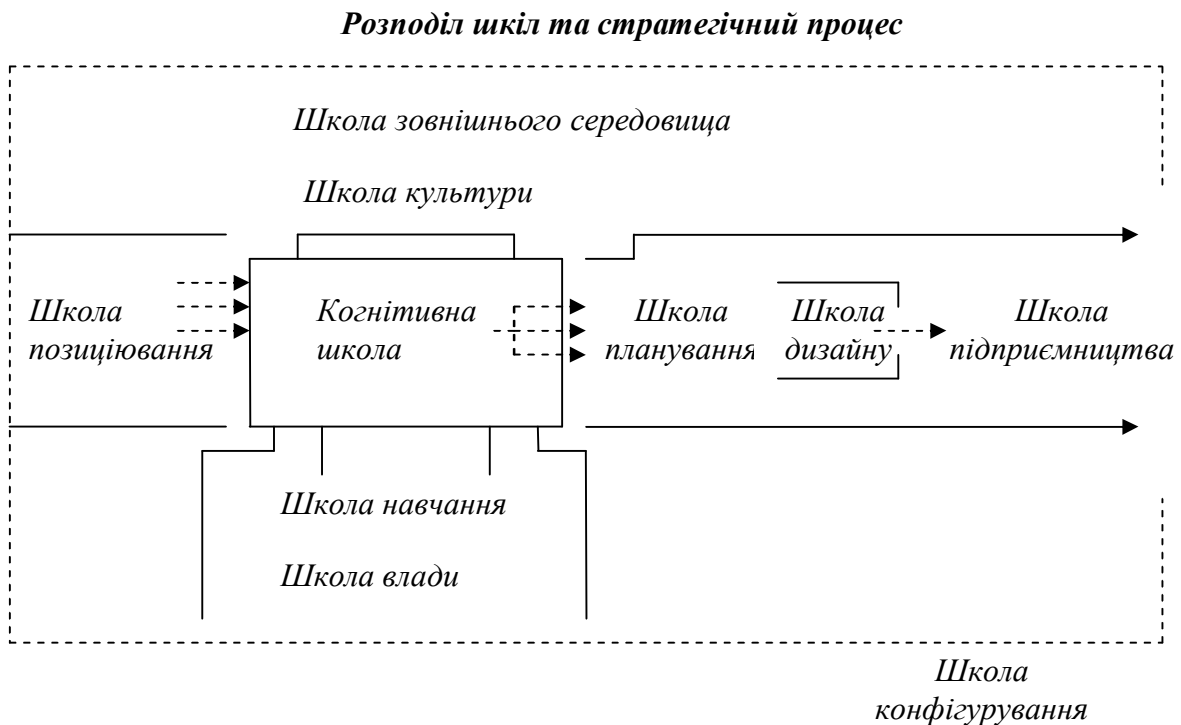 Розподіл шкіл та стратегічний процес
Школа зовнішнього середовища
Школа культури
Школа
позиціювання
Когнітивна
школа
Школа
планування
Школа
дизайну
Школа
підприємництва
Школа навчання
Школа влади
Школа
конфігурування